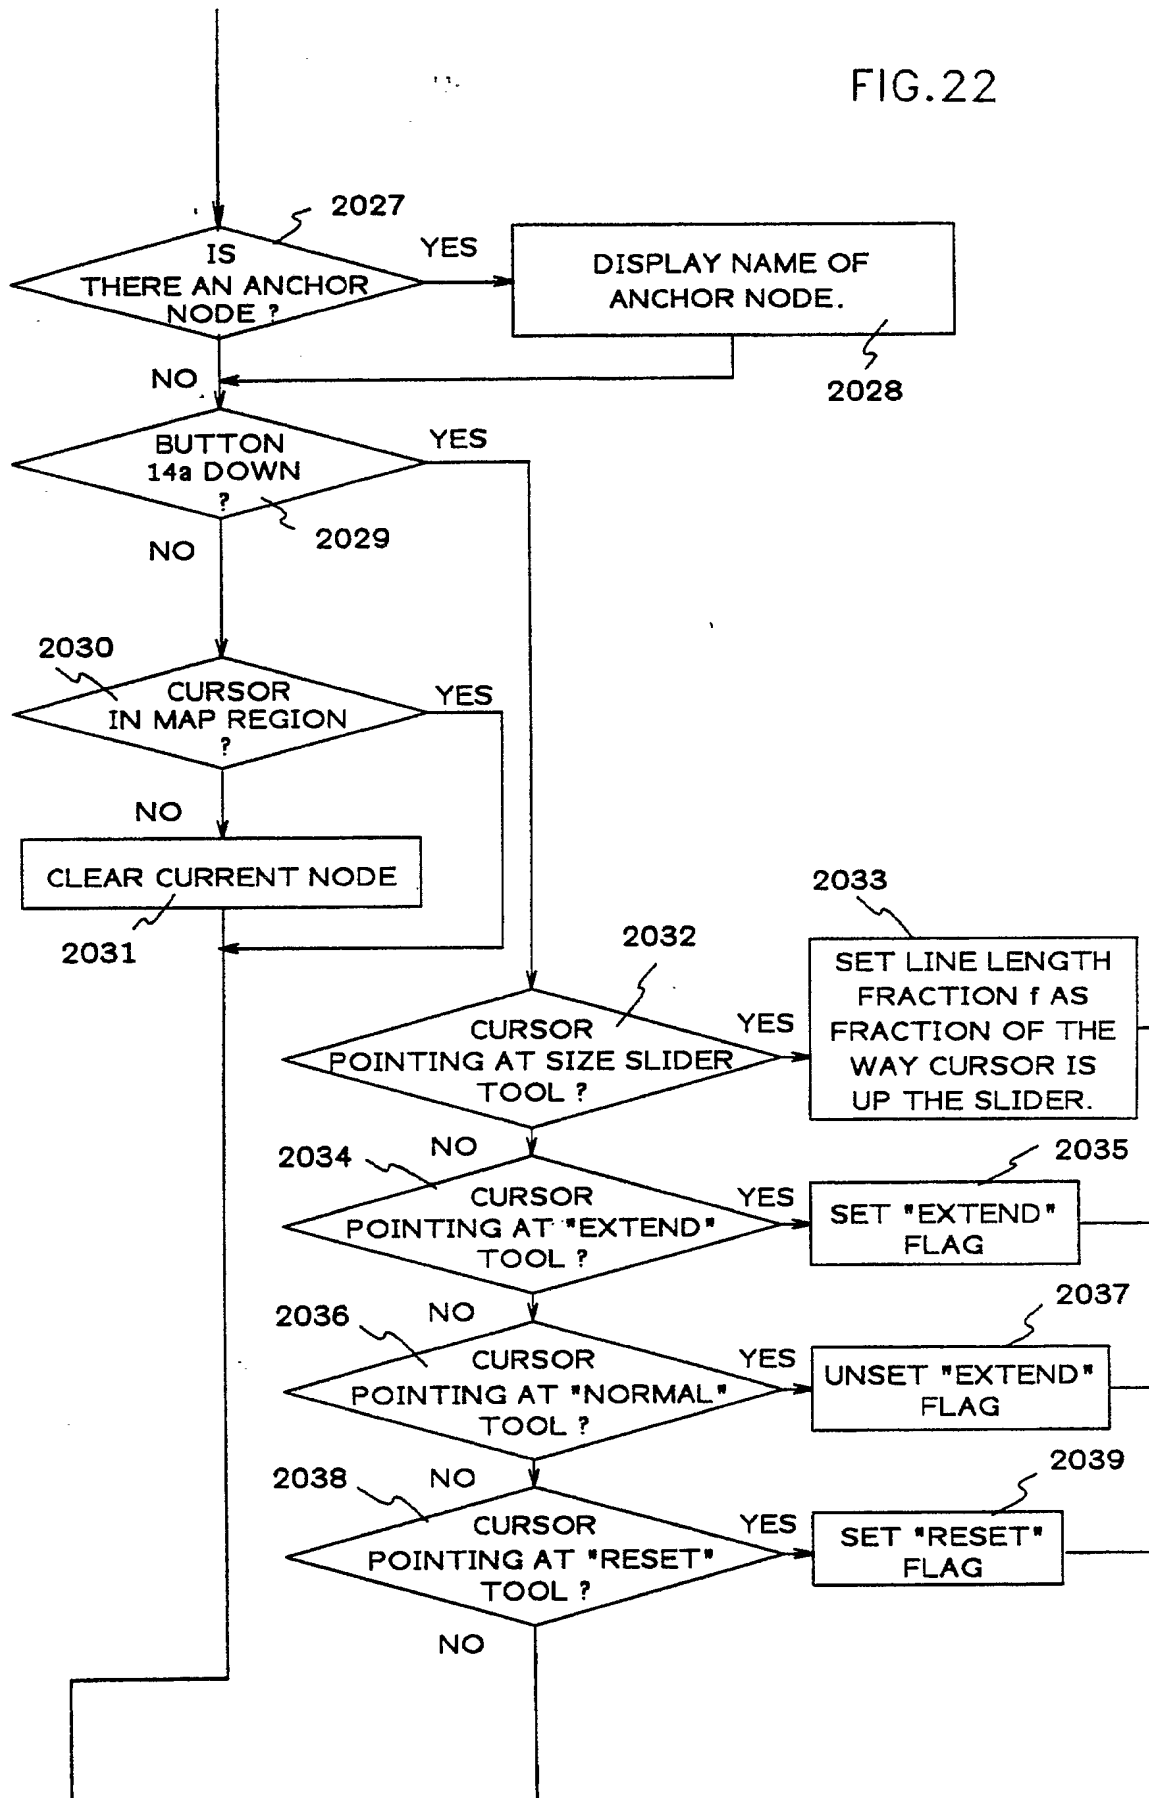 FIG.22
2027
IS
THERE AN ANCHOR
NODE ?
YES
DISPLAY NAME OF
ANCHOR NODE.
2028
NO
BUTTON
14a DOWN
?
YES
2029
NO
2030
CURSOR
IN MAP REGION
?
YES
NO
CLEAR CURRENT NODE
2031
2032
CURSOR
POINTING AT SIZE SLIDER
TOOL ?
YES
2033
SET LINE LENGTH
FRACTION f AS
FRACTION OF THE
WAY CURSOR IS
UP THE SLIDER.
NO
2034
CURSOR
POINTING AT "EXTEND"
TOOL ?
YES
2035
SET "EXTEND"
FLAG
NO
2036
CURSOR
POINTING AT "NORMAL"
TOOL ?
YES
2037
UNSET "EXTEND"
FLAG
NO
2038
CURSOR
POINTING AT "RESET"
TOOL ?
YES
2039
SET "RESET"
FLAG
NO